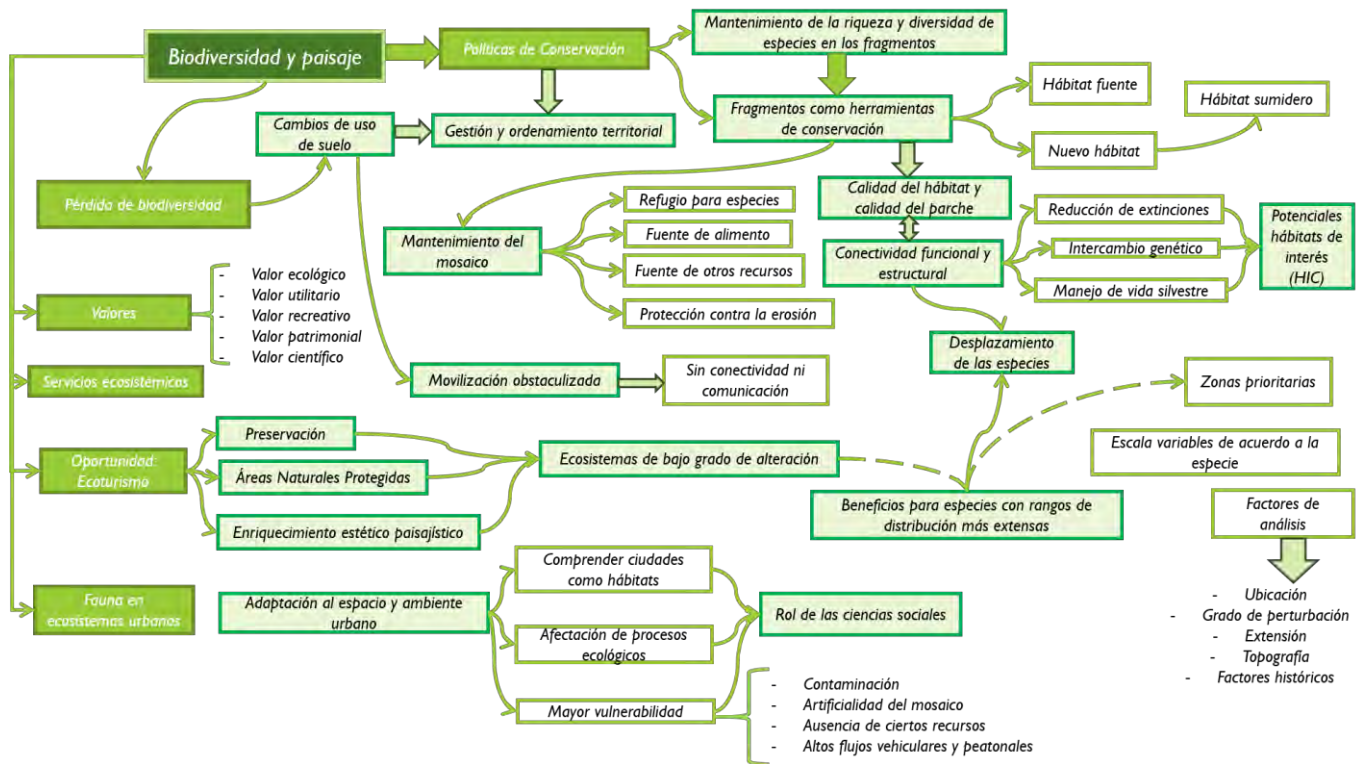 Biodiversidad y paisaje
Políticas de Conservación
Mantenimiento de la riqueza y diversidad de
especies en los fragmentos
Cambios de uso
de suelo
Gestión y ordenamiento territorial
Fragmentos como herramientas
de conservación
Hábitat fuente
Hábitat sumidero
Nuevo hábitat
Pérdida de biodiversidad
Calidad del hábitat y
calidad del parche
Mantenimiento del
mosaico
Refugio para especies
Fuente de alimento
Fuente de otros recursos
Protección contra la erosión
Conectividad funcional y
estructural
Reducción de extinciones
Intercambio genético
Manejo de vida silvestre
Potenciales
hábitats de
interés
(HIC)
Valores
- Valor ecológico
- Valor utilitario
- Valor recreativo
- Valor patrimonial
- Valor científico
Desplazamiento
de las especies
Servicios ecosistémicos
Movilización obstaculizada
Sin conectividad ni
comunicación
Zonas prioritarias
Oportunidad:
Ecoturismo
Preservación
Áreas Naturales Protegidas
Enriquecimiento estético paisajístico
Ecosistemas de bajo grado de alteración
Escala variables de acuerdo a la
especie
Beneficios para especies con rangos de
distribución más extensas
Factores de
análisis
- Ubicación
- Grado de perturbación
- Extensión
- Topografía
- Factores históricos
Fauna en
ecosistemas urbanos
Adaptación al espacio y ambiente
urbano
Comprender ciudades
como hábitats
Afectación de procesos
ecológicos
Mayor vulnerabilidad
Rol de las ciencias sociales
- Contaminación
- Artificialidad del mosaico
- Ausencia de ciertos recursos
- Altos flujos vehiculares y peatonales